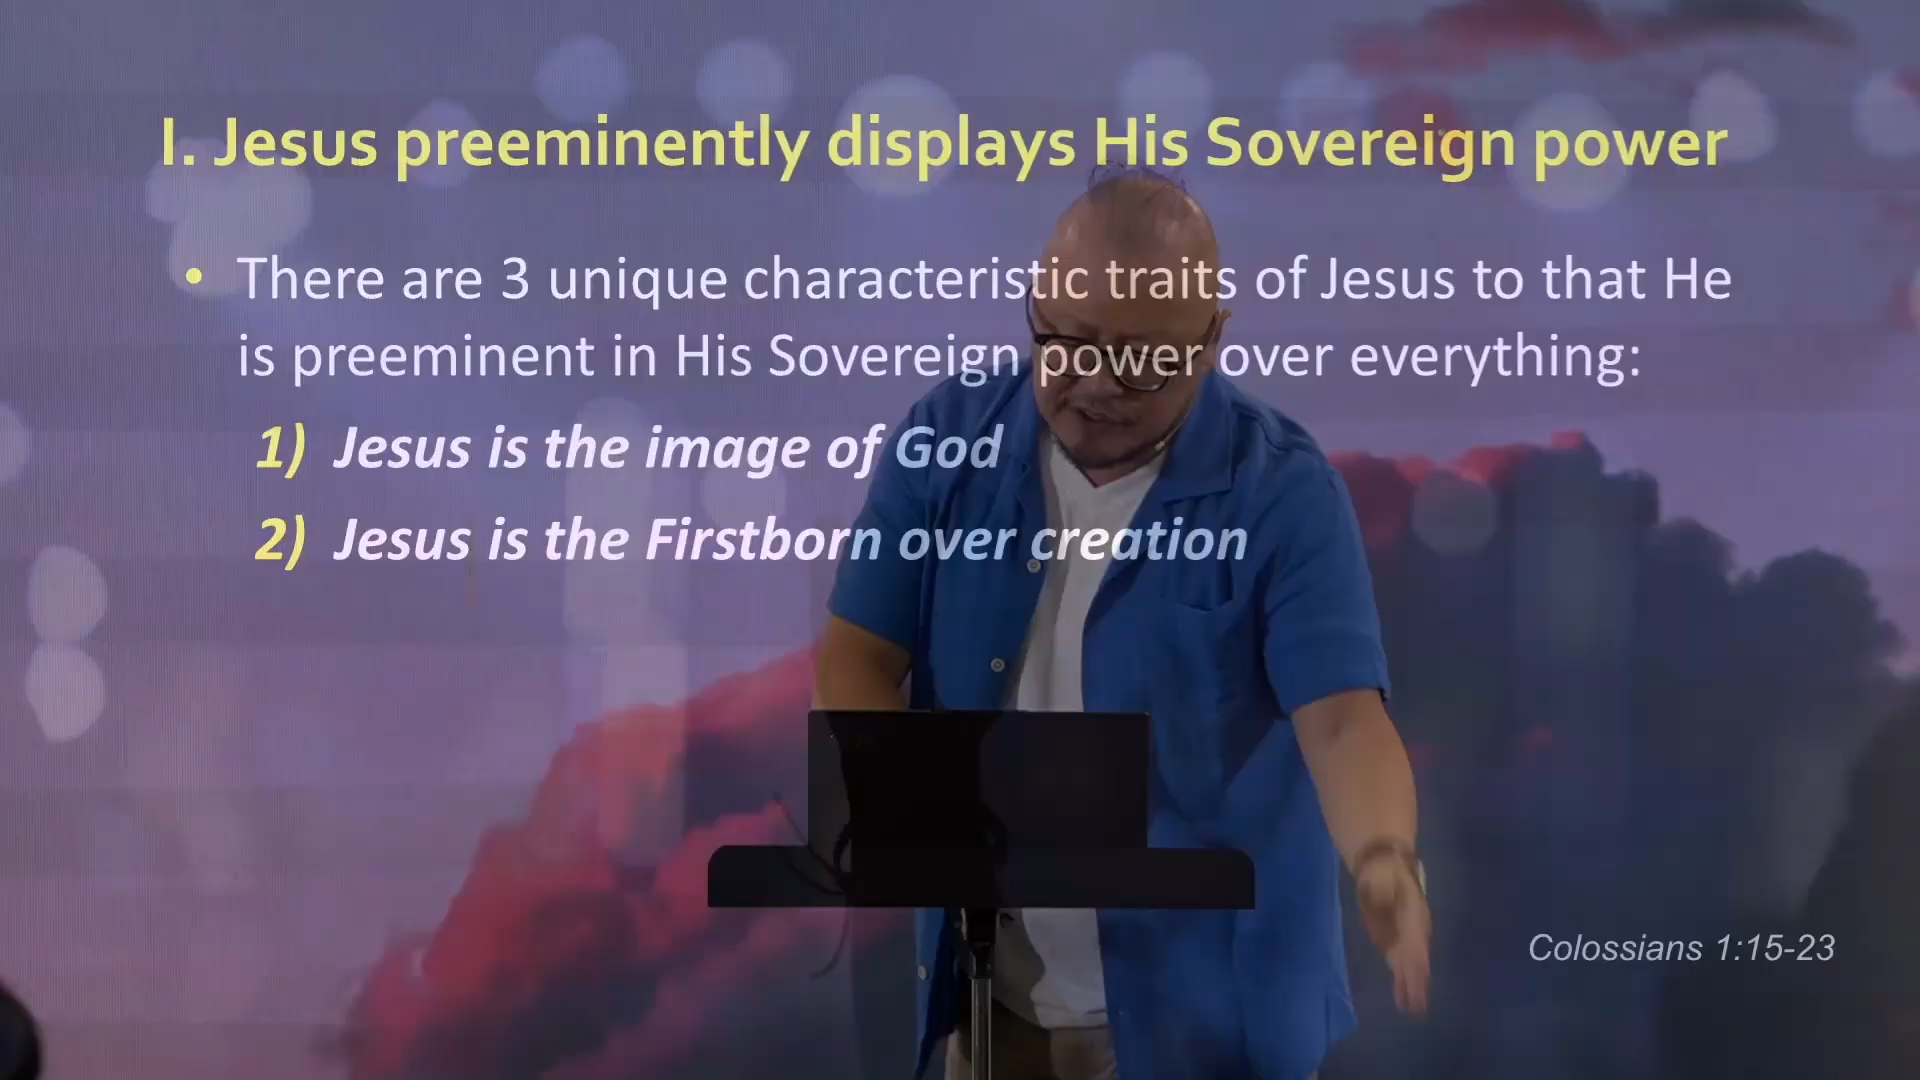 I. Jesus preeminently displays His Sovereign power
• There are 3 unique characteristic traits of Jesus to that He
is preeminent in His Sovereign power over everything:
1) Jesus is the image of God
2) Jesus is the Firstborn over creation
Colossians 1:15-23